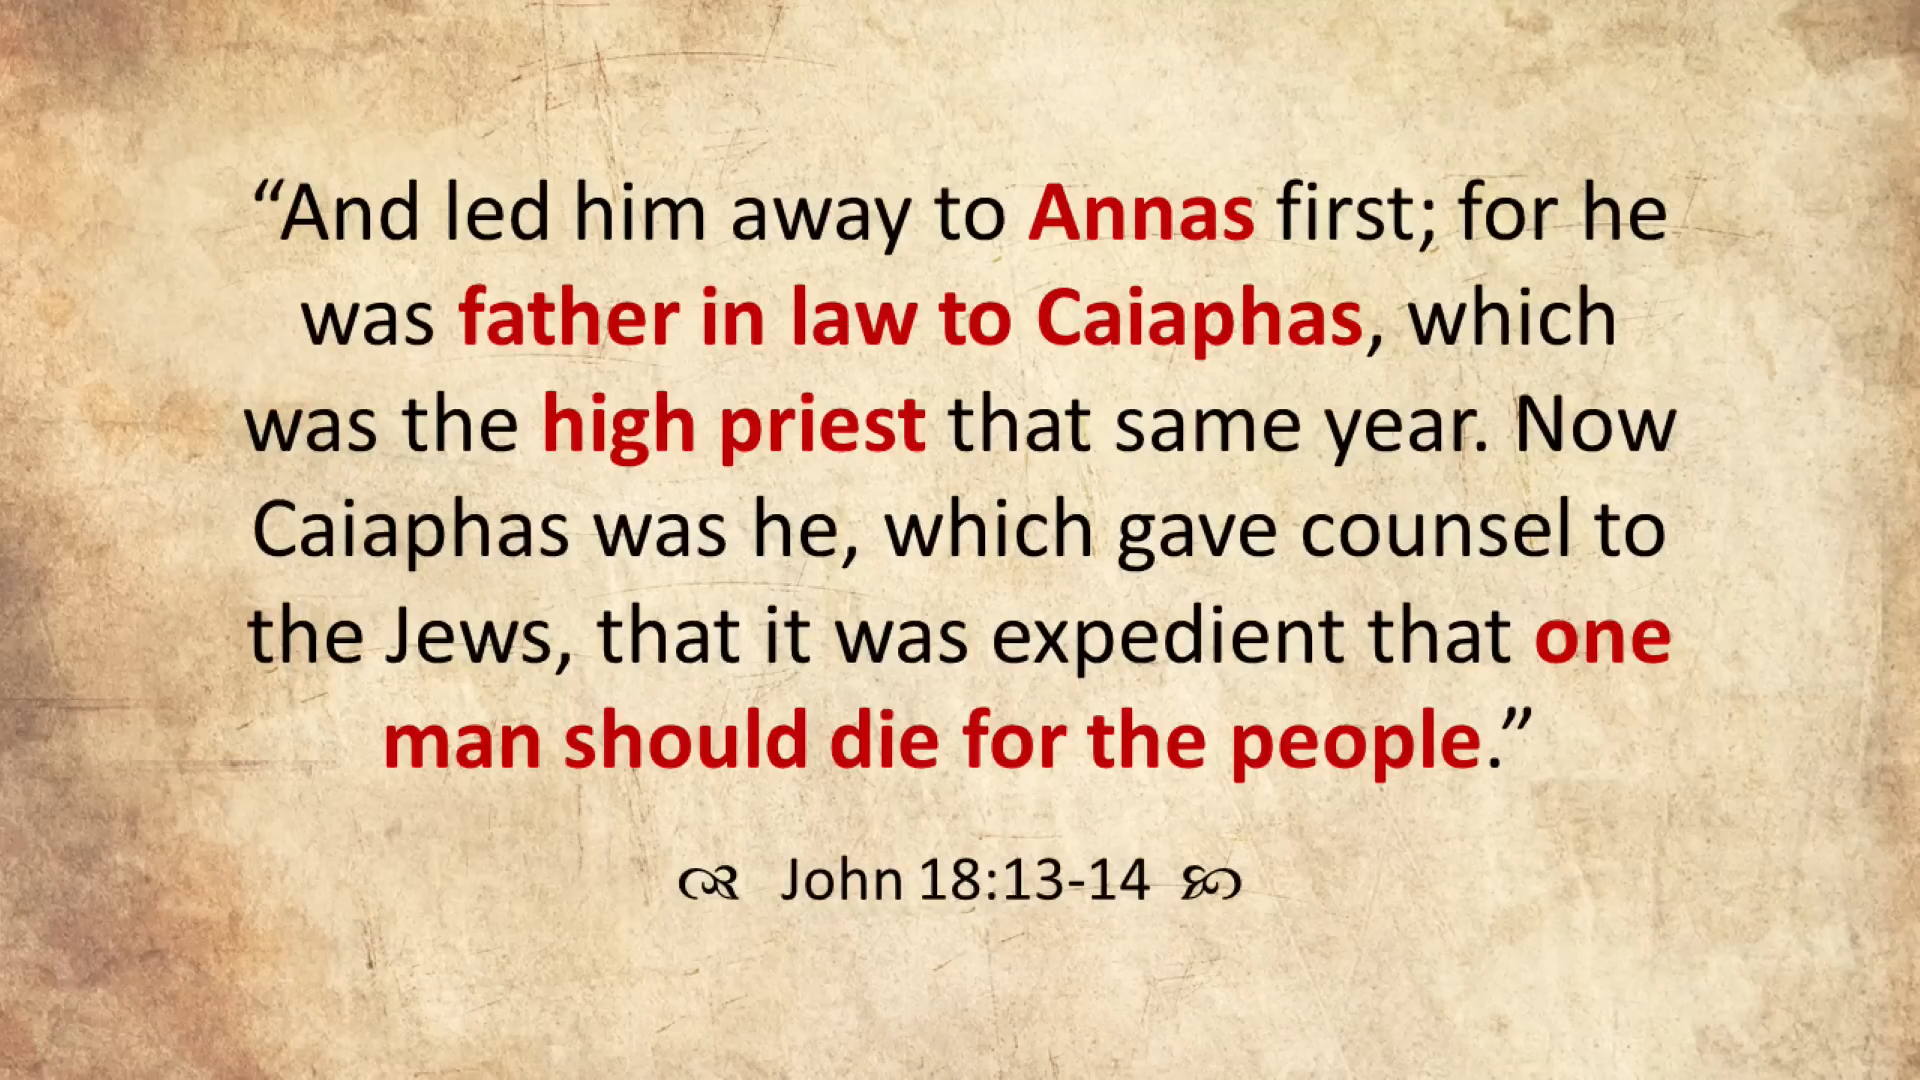 “And led him away to Annas first; for he
was father in law to Caiaphas, which
was the high priest that same year. Now
Caiaphas was he, which gave counsel to
the Jews, that it was expedient that one
man should die for the people.”
John 18:13-14